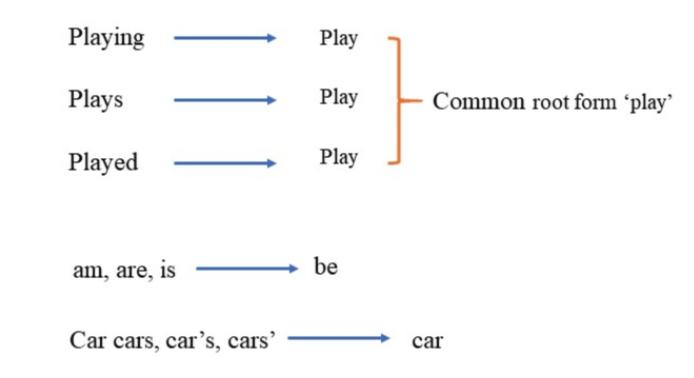 Playing Play
Plays Play Common root form ‘play’
Played Play
am, are, is be
Car cars, car’s, cars’ car